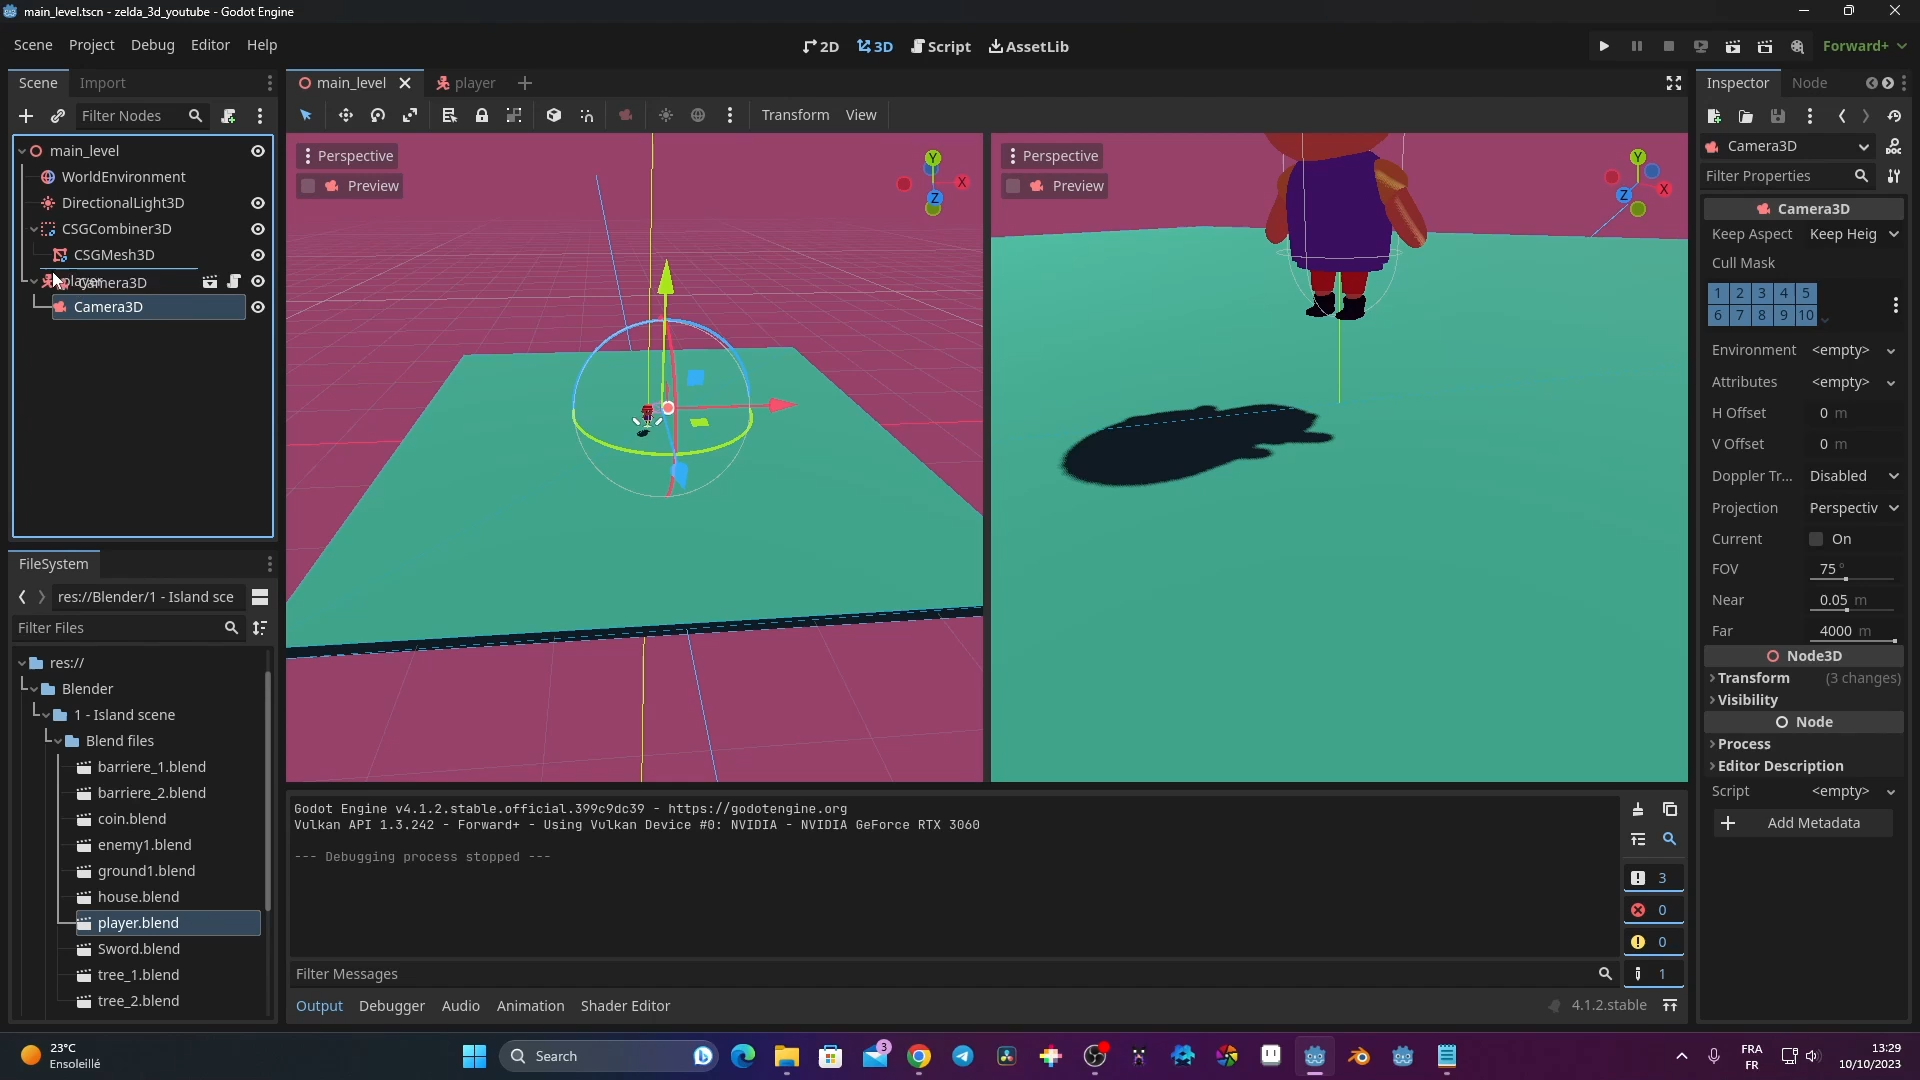 main_level.tscn - zelda_3d_youtube - Godot Engine
Scene Project Debug Editor Help
2D 3D Script AssetLib
Forward+
Scene Import
main_level player
Inspector Node
Filter Nodes
Transform View
main_level
WorldEnvironment
DirectionalLight3D
CSGCombiner3D
CSGMesh3D
player
Camera3D
Camera3D
Perspective
Preview
Y
X
Z
Perspective
Preview
Y
X
Z
Camera3D
Filter Properties
Camera3D
Keep Aspect Keep Heig
Cull Mask
1 2 3 4 5
6 7 8 9 10
Environment <empty>
Attributes <empty>
H Offset 0 m
V Offset 0 m
Doppler Tr... Disabled
Projection Perspectiv
Current On
FOV 75 °
Near 0.05 m
Far 4000 m
Node3D
Transform (3 changes)
Visibility
Node
Process
Editor Description
Script <empty>
Add Metadata
FileSystem
res://Blender/1 - Island sce
Filter Files
res://
Blender
1 - Island scene
Blend files
barriere_1.blend
barriere_2.blend
coin.blend
enemy1.blend
ground1.blend
house.blend
player.blend
Sword.blend
tree_1.blend
tree_2.blend
Godot Engine v4.1.2.stable.official.399c9dc39 - https://godotengine.org
Vulkan API 1.3.242 - Forward+ - Using Vulkan Device #0: NVIDIA - NVIDIA GeForce RTX 3060
--- Debugging process stopped ---
3
0
0
1
Filter Messages
Output Debugger Audio Animation Shader Editor
4.1.2.stable
23°C
Ensoleillé
Search
3
FRA
FR
13:29
10/10/2023